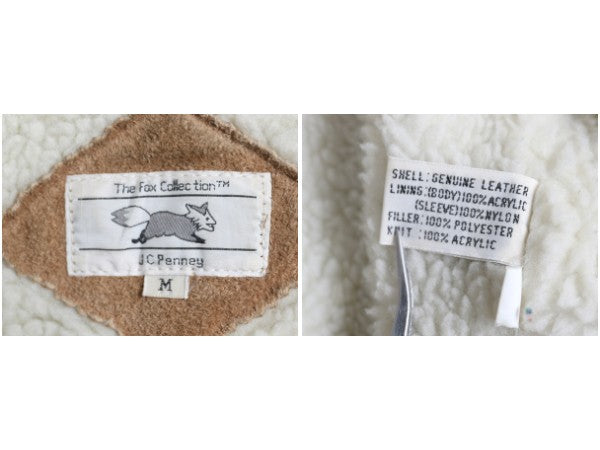 The Fox Collection™
JCPenney
M
SHELL:GENUINE LEATHER
LINING:(BODY)100%ACRYLIC
(SLEEVE)100%NYLON
FILLER:100% POLYESTER
KNIT:100% ACRYLIC